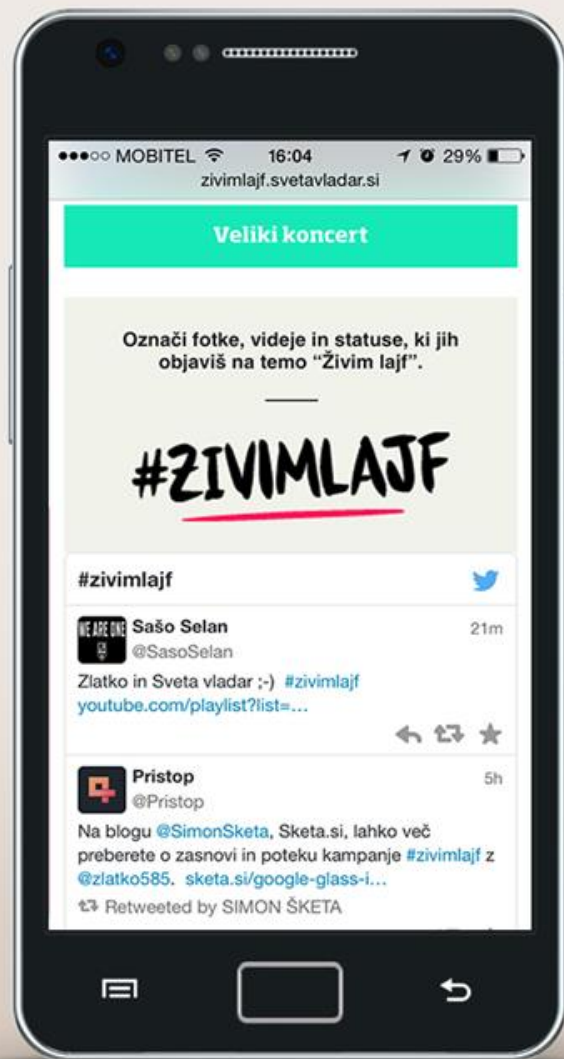 MOBITEL 16:04 29%
zivimlajf.svetavladar.si
Veliki koncert
Označi fotke, videje in statuse, ki jih
objaviš na temo “Živim lajf”.
#ZIVIMLAJF
#zivimlajf
WE ARE ONE
Sašo Selan 21m
@SasoSelan
Zlatko in Sveta vladar ;-) #zivimlajf
youtube.com/playlist?list=…
Pristop 5h
@Pristop
Na blogu @SimonSketa, Sketa.si, lahko več
preberete o zasnovi in poteku kampanje #zivimlajf z
@zlatko585. sketa.si/google-glass-i…
Retweeted by SIMON ŠKETA